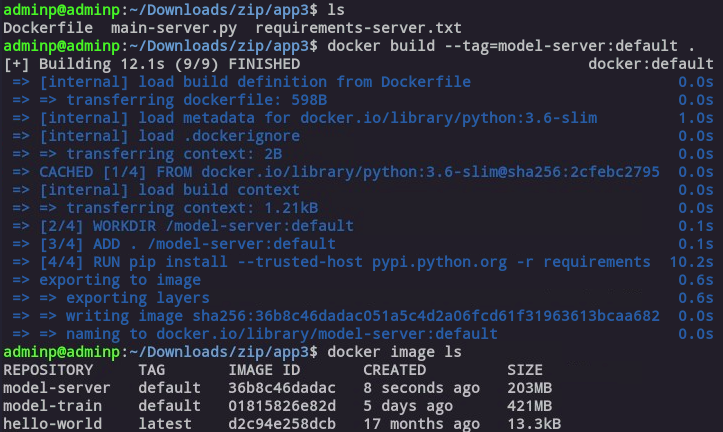 adminp@adminp:~/Downloads/zip/app3$ ls
Dockerfile  main-server.py  requirements-server.txt
adminp@adminp:~/Downloads/zip/app3$ docker build --tag=model-server:default .
[+] Building 12.1s (9/9) FINISHED                                docker:default
 => [internal] load build definition from Dockerfile                       0.0s
 => => transferring dockerfile: 598B                                       0.0s
 => [internal] load metadata for docker.io/library/python:3.6-slim         1.0s
 => [internal] load .dockerignore                                          0.0s
 => => transferring context: 2B                                            0.0s
 => CACHED [1/4] FROM docker.io/library/python:3.6-slim@sha256:2cfebc2795  0.0s
 => [internal] load build context                                          0.0s
 => => transferring context: 1.21kB                                        0.0s
 => [2/4] WORKDIR /model-server:default                                    0.1s
 => [3/4] ADD . /model-server:default                                      0.1s
 => [4/4] RUN pip install --trusted-host pypi.python.org -r requirements  10.2s
 => exporting to image                                                     0.6s
 => => exporting layers                                                    0.6s
 => => writing image sha256:36b8c46dadac051a5c4d2a06fcd61f31963613bcaa682  0.0s
 => => naming to docker.io/library/model-server:default                    0.0s
adminp@adminp:~/Downloads/zip/app3$ docker image ls
REPOSITORY     TAG       IMAGE ID       CREATED         SIZE
model-server   default   36b8c46dadac   8 seconds ago   203MB
model-train    default   01815826e82d   5 days ago      421MB
hello-world    latest    d2c94e258dcb   17 months ago   13.3kB